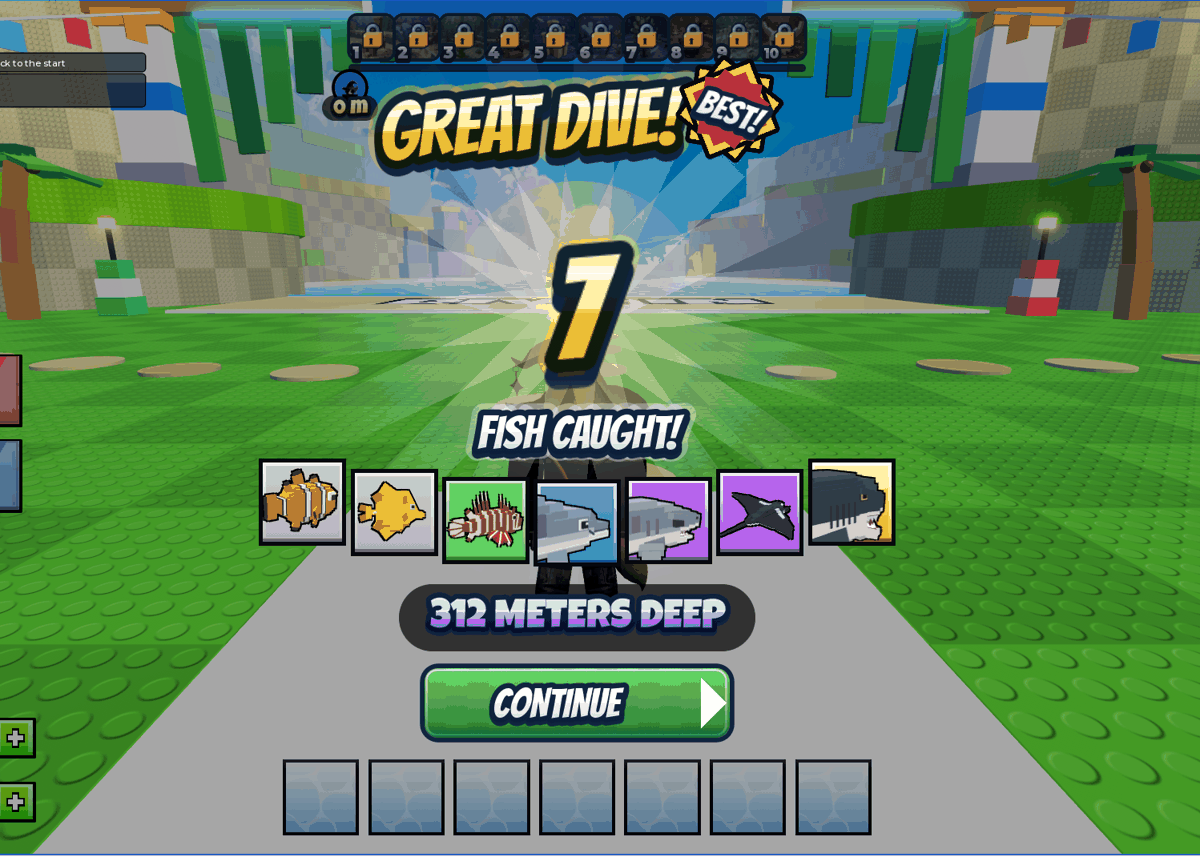 1 2 3 4 5 6 7 8 9 10
ck to the start
0 m
GREAT DIVE!
BEST!
7
FISH CAUGHT!
312 METERS DEEP
CONTINUE